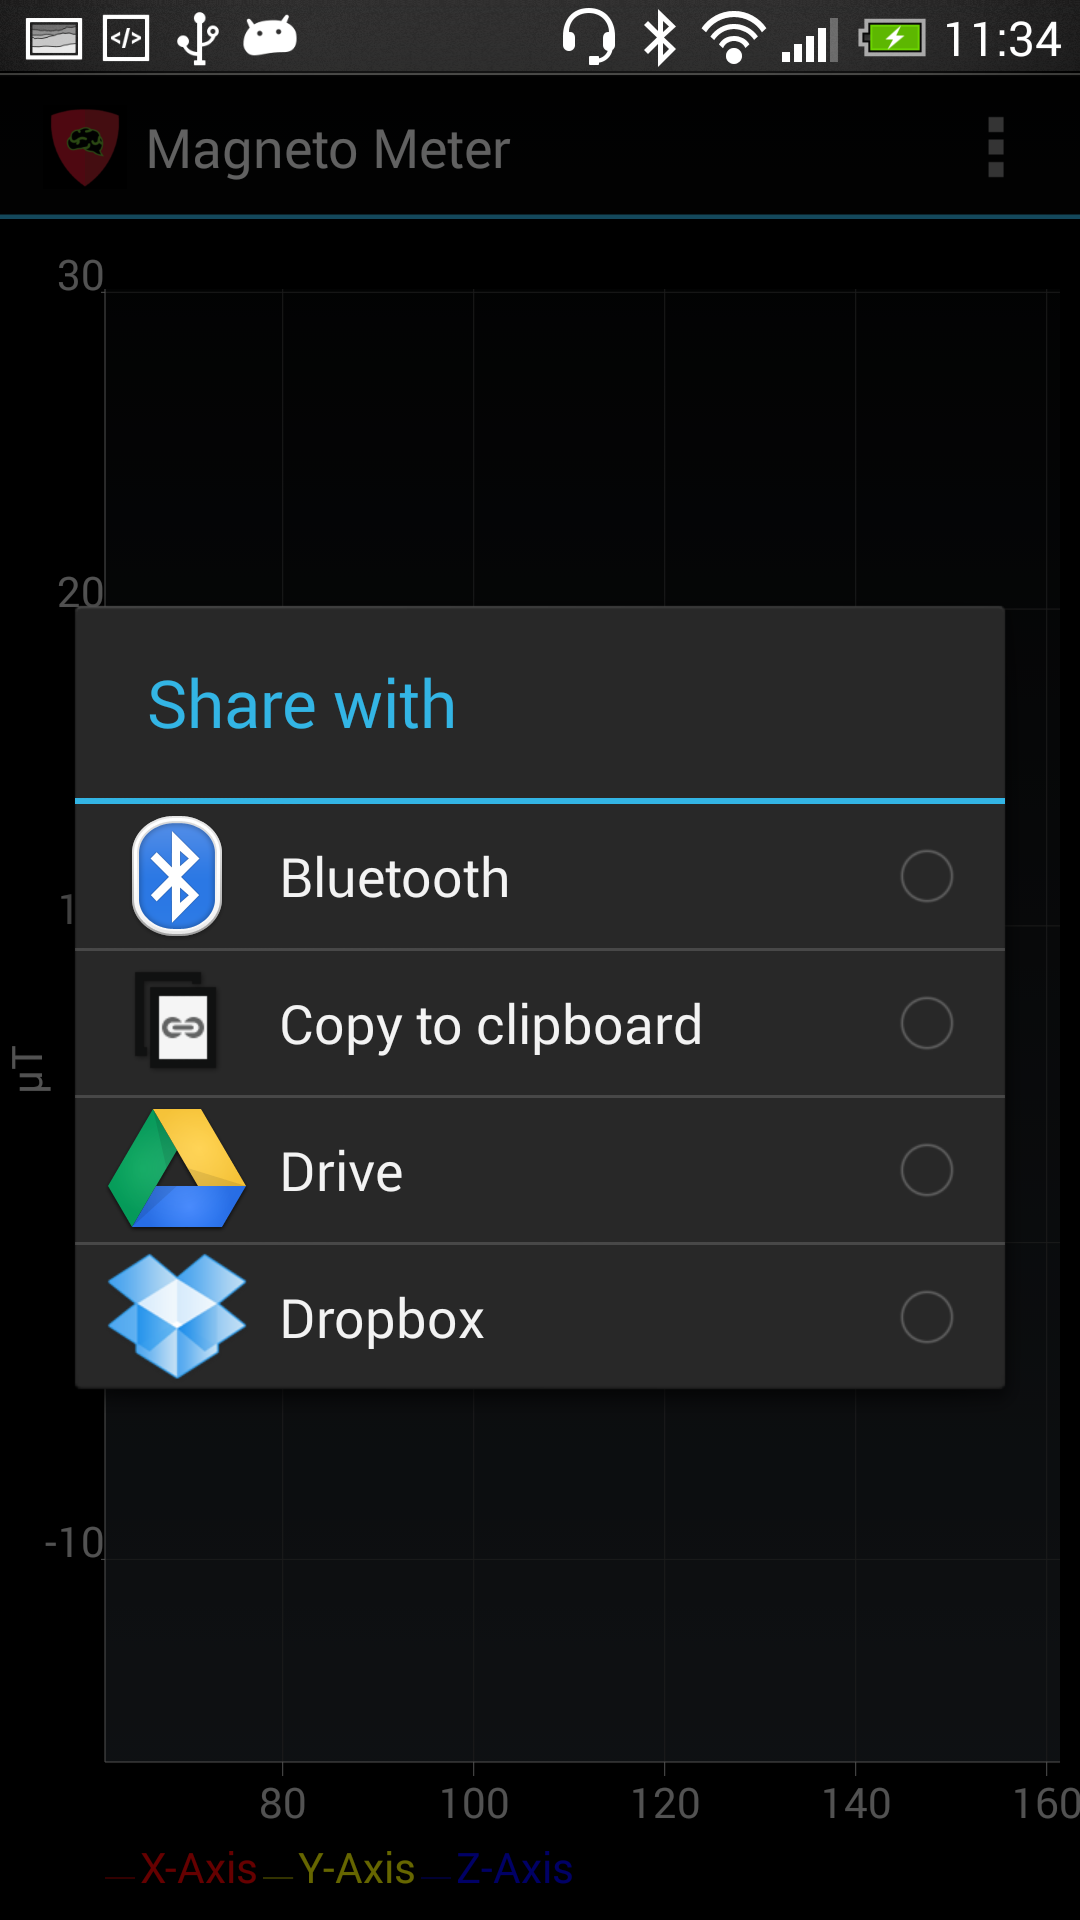 11:34
Magneto Meter
30
20
1
µT
Share with
Bluetooth
Copy to clipboard
Drive
Dropbox
-10
80 100 120 140 160
X-Axis Y-Axis Z-Axis